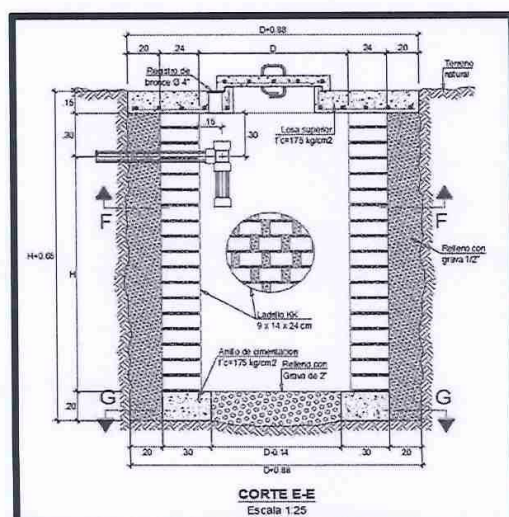 D+0.88
.20 .24 D .24 .20
Registro de
bronce Ø 4"
Terreno
natural
.15
.30
.15
.30
Losa superior
f'c=175 kg/cm2
F
F
H+0.65
H
Relleno con
grava 1/2"
Ladrillo KK
9 x 14 x 24 cm
Anillo de cimentación
f'c=175 kg/cm2
Relleno con
Grava de 2"
G
G
.20
.20 .30 D-0.14 .30 .20
D+0.88
CORTE E-E
Escala 1:25